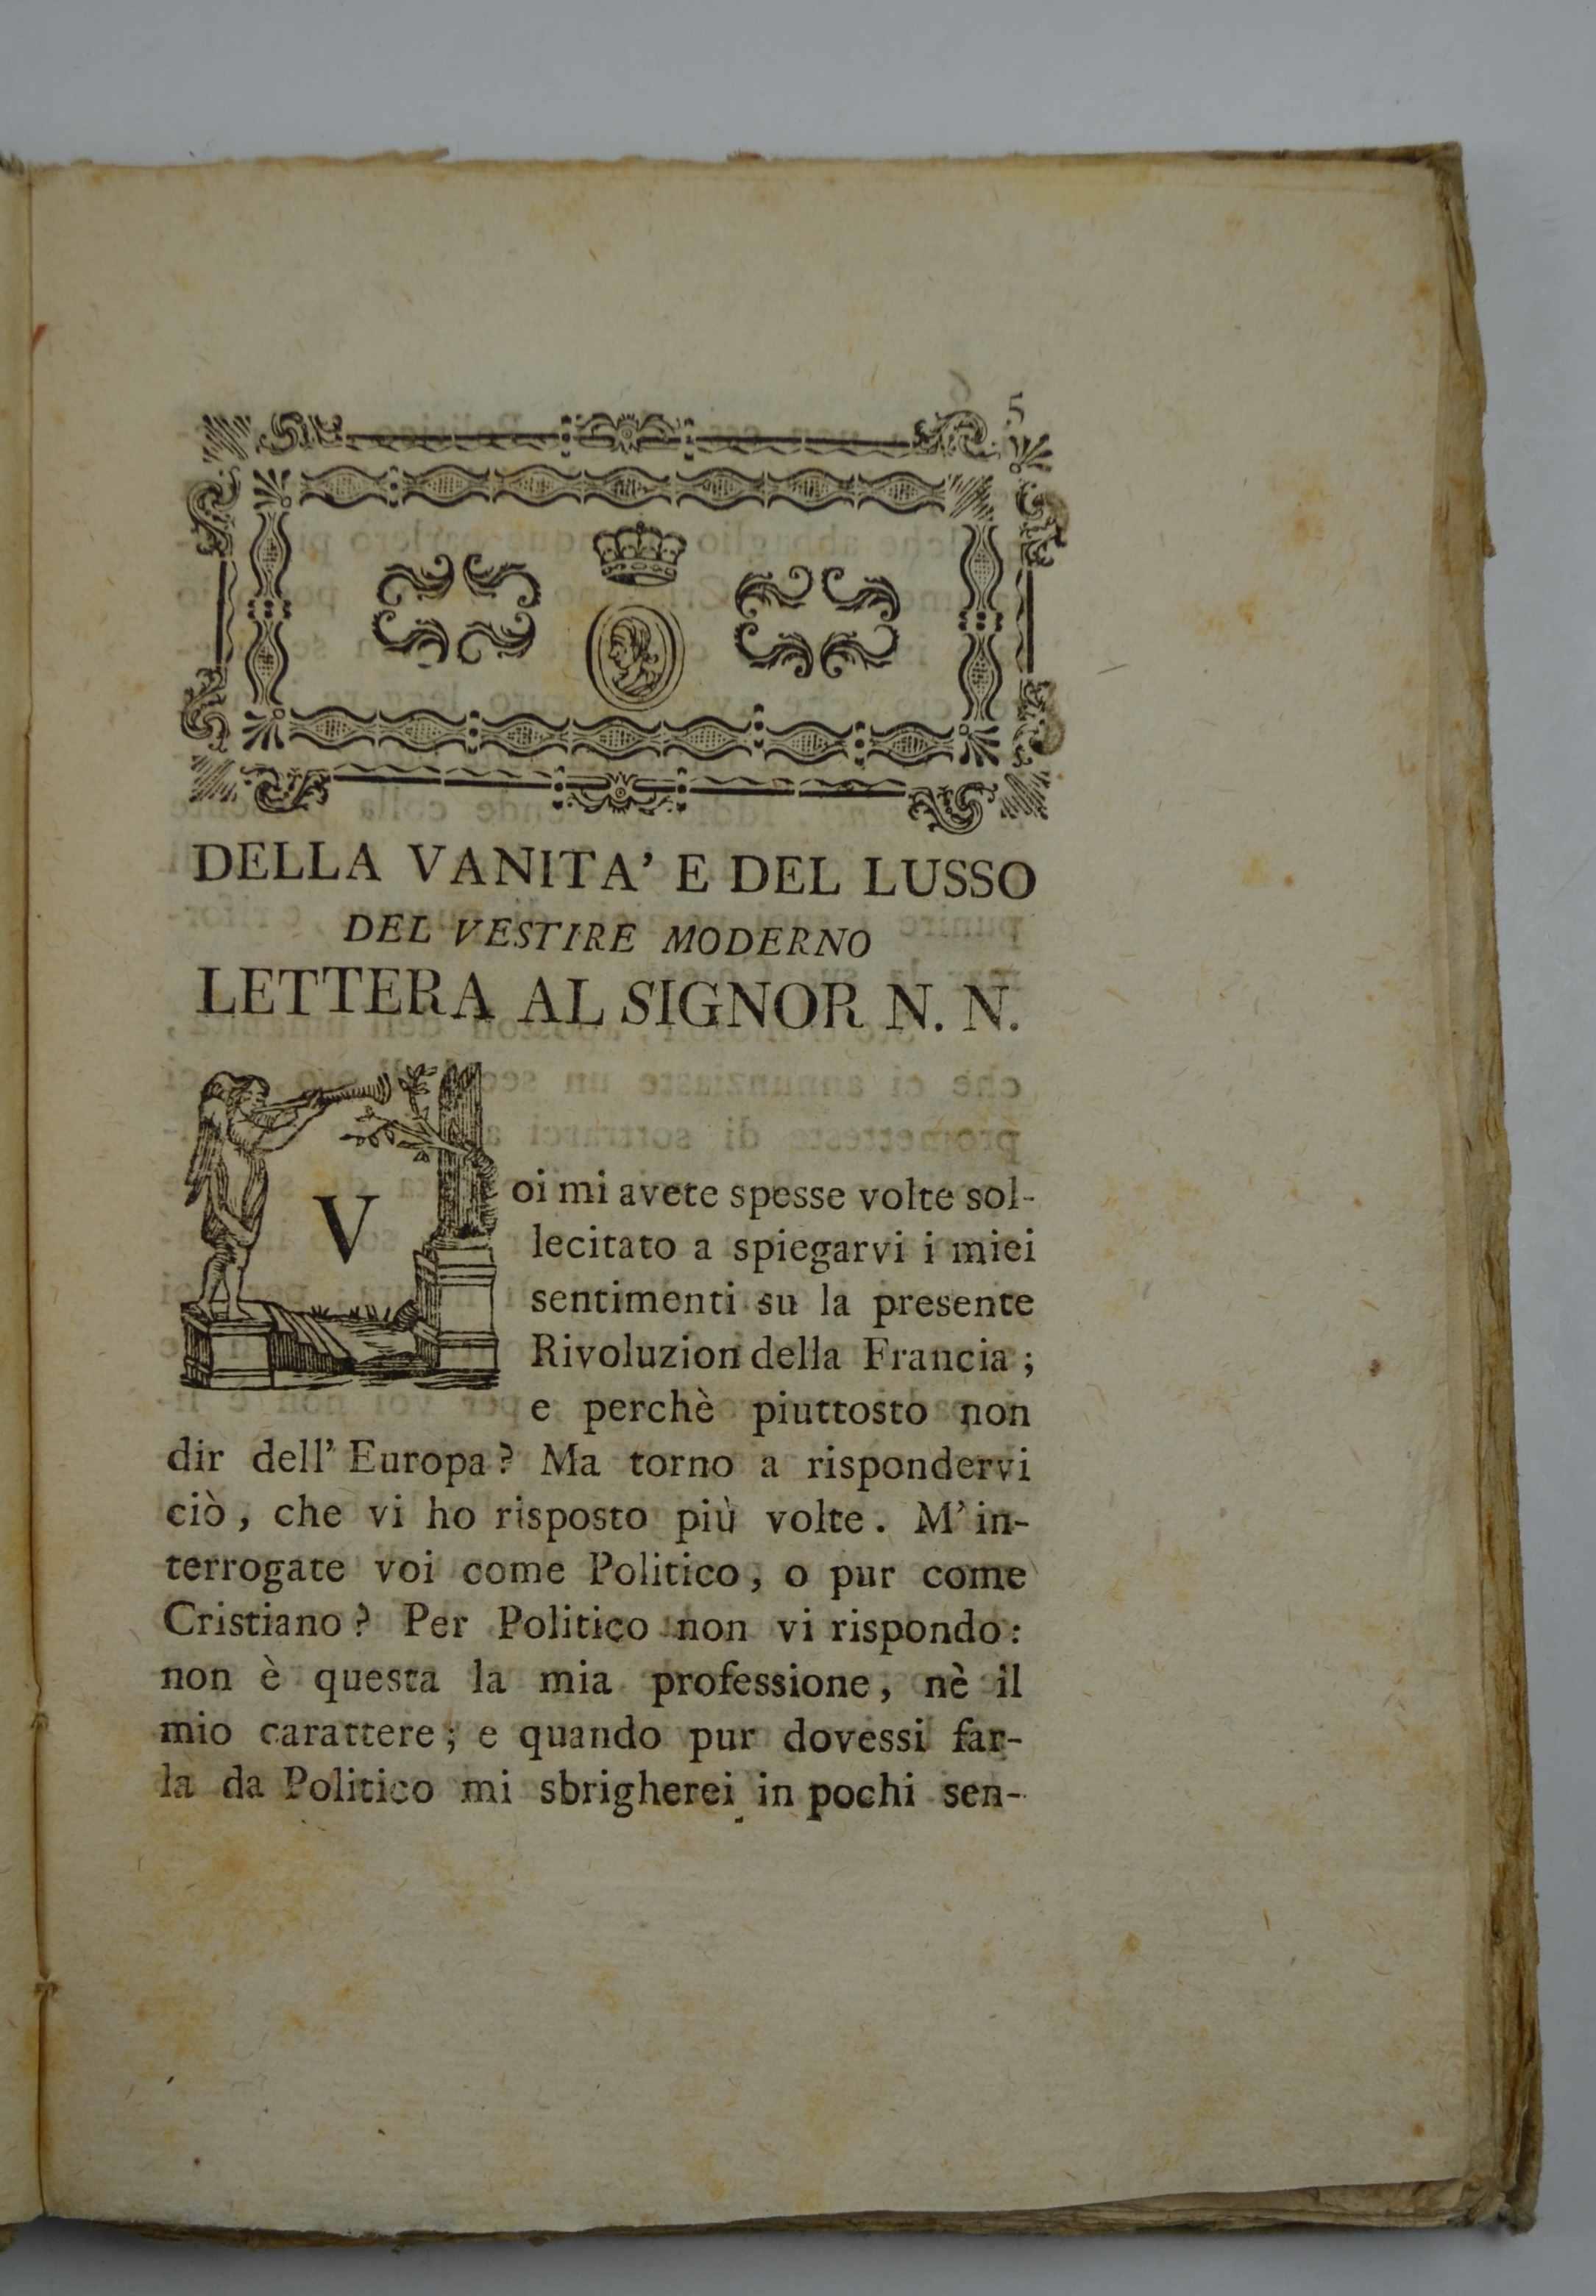 5
DELLA VANITA' E DEL LUSSO
DEL VESTIRE MODERNO
LETTERA AL SIGNOR N. N.
Voi mi avete spesse volte sol-
lecitato a spiegarvi i miei
sentimenti su la presente
Rivoluzion della Francia ;
e perchè piuttosto non
dir dell' Europa ? Ma torno a rispondervi
ciò , che vi ho risposto più volte . M' in-
terrogate voi come Politico , o pur come
Cristiano ? Per Politico non vi rispondo :
non è questa la mia professione , nè il
mio carattere ; e quando pur dovessi far-
la da Politico mi sbrigherei in pochi sen-